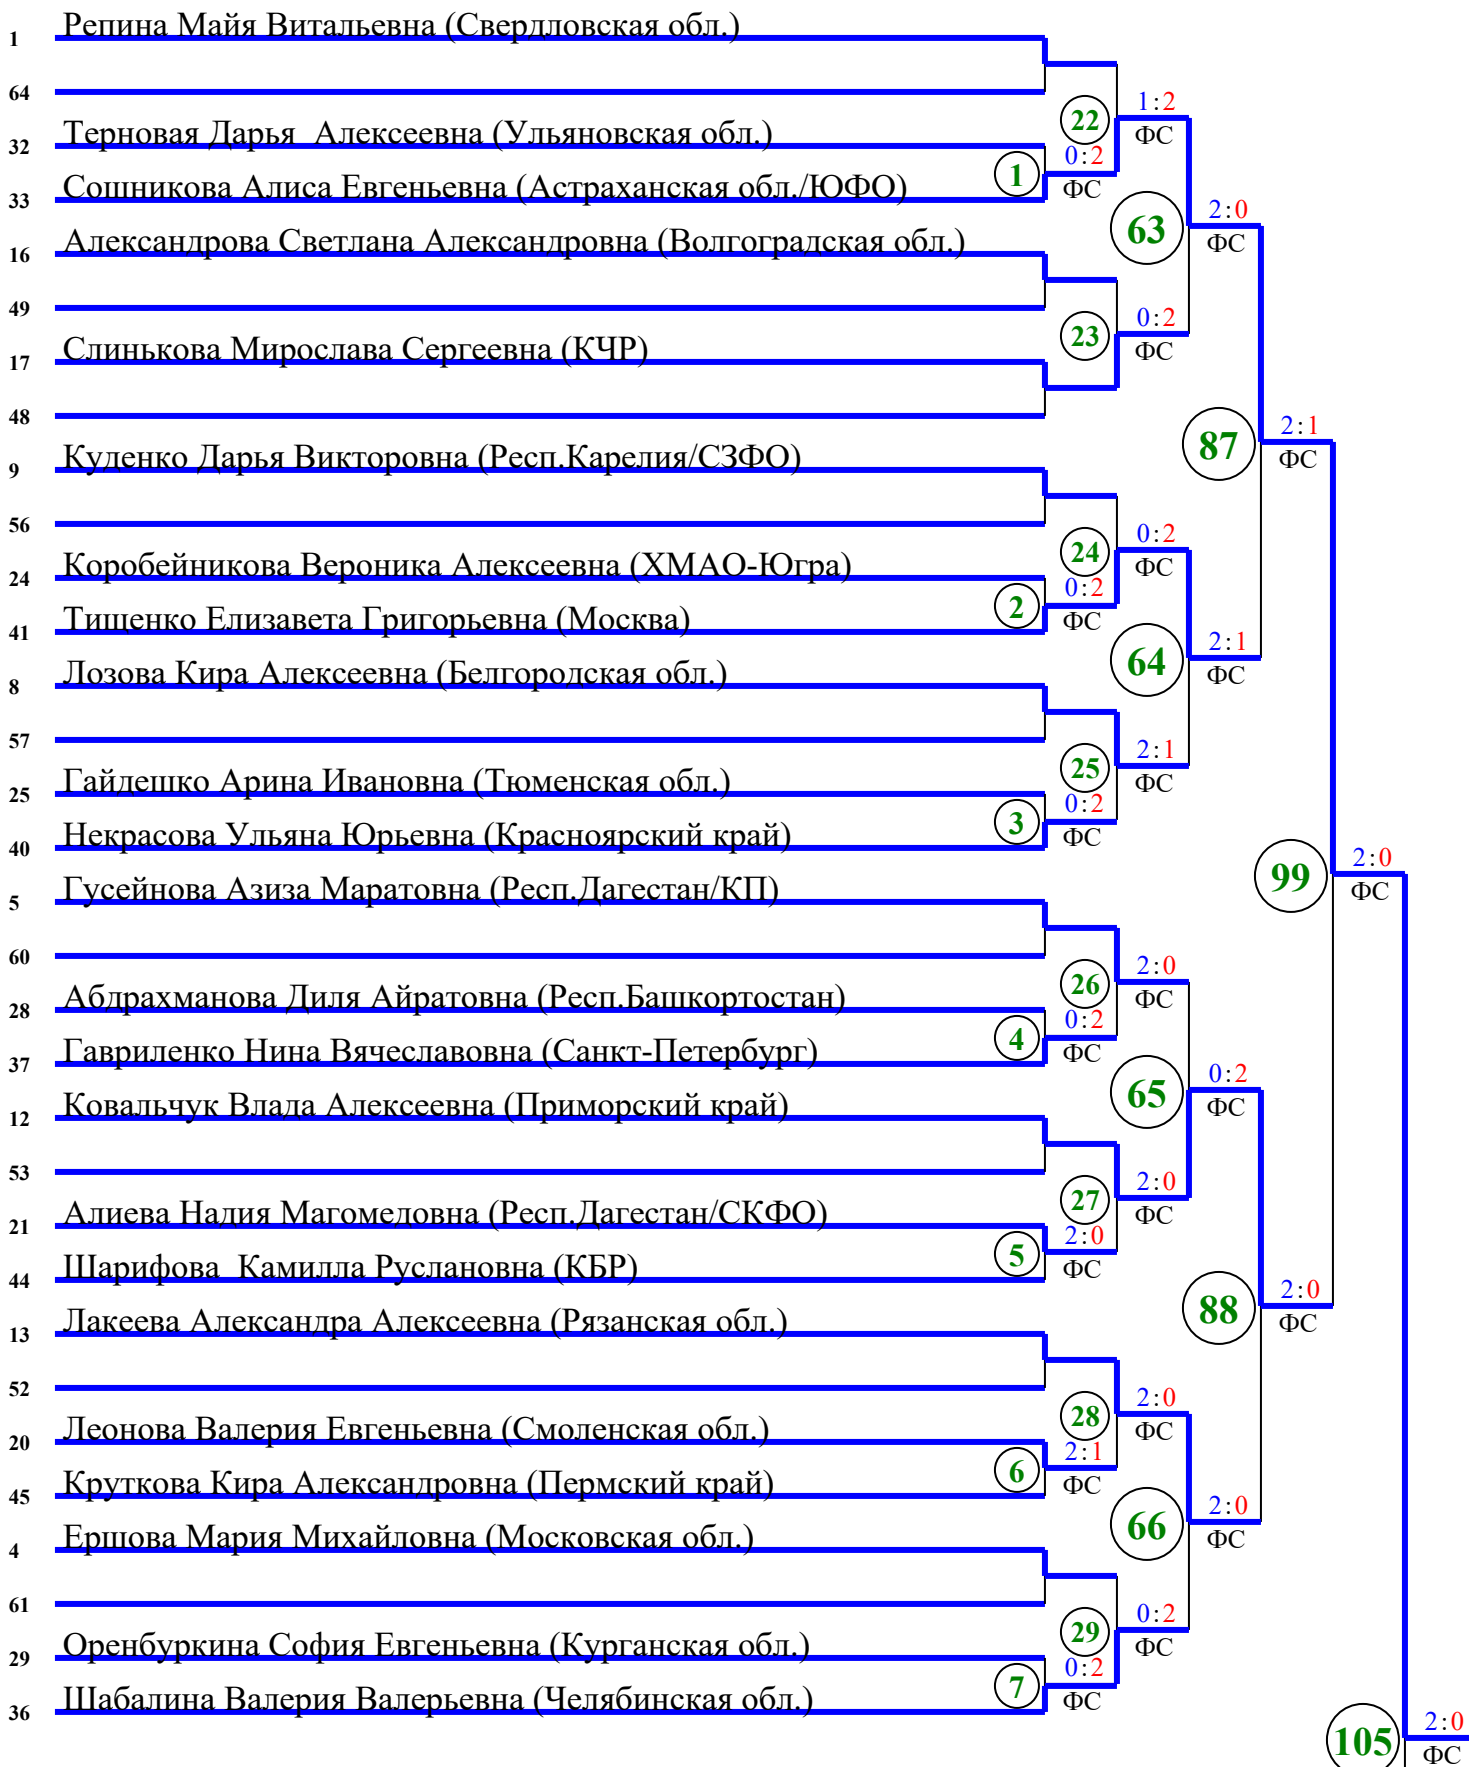 1 Репина Майя Витальевна (Свердловская обл.)
64
22 1:2
ФС
32 Терновая Дарья  Алексеевна (Ульяновская обл.)
1 0:2
ФС
33 Сошникова Алиса Евгеньевна (Астраханская обл./ЮФО)
63 2:0
ФС
16 Александрова Светлана Александровна (Волгоградская обл.)
49
23 0:2
ФС
17 Слинькова Мирослава Сергеевна (КЧР)
48
87 2:1
ФС
9 Куденко Дарья Викторовна (Респ.Карелия/СЗФО)
56
24 0:2
ФС
24 Коробейникова Вероника Алексеевна (ХМАО-Югра)
2 0:2
ФС
41 Тищенко Елизавета Григорьевна (Москва)
64 2:1
ФС
8 Лозова Кира Алексеевна (Белгородская обл.)
57
25 2:1
ФС
25 Гайдешко Арина Ивановна (Тюменская обл.)
3 0:2
ФС
40 Некрасова Ульяна Юрьевна (Красноярский край)
99 2:0
ФС
5 Гусейнова Азиза Маратовна (Респ.Дагестан/КП)
60
26 2:0
ФС
28 Абдрахманова Диля Айратовна (Респ.Башкортостан)
4 0:2
ФС
37 Гавриленко Нина Вячеславовна (Санкт-Петербург)
65 0:2
ФС
12 Ковальчук Влада Алексеевна (Приморский край)
53
27 2:0
ФС
21 Алиева Надия Магомедовна (Респ.Дагестан/СКФО)
5 2:0
ФС
44 Шарифова  Камилла Руслановна (КБР)
88 2:0
ФС
13 Лакеева Александра Алексеевна (Рязанская обл.)
52
28 2:0
ФС
20 Леонова Валерия Евгеньевна (Смоленская обл.)
6 2:1
ФС
45 Круткова Кира Александровна (Пермский край)
66 2:0
ФС
4 Ершова Мария Михайловна (Московская обл.)
61
29 0:2
ФС
29 Оренбуркина София Евгеньевна (Курганская обл.)
7 0:2
ФС
36 Шабалина Валерия Валерьевна (Челябинская обл.)
105 2:0
ФС